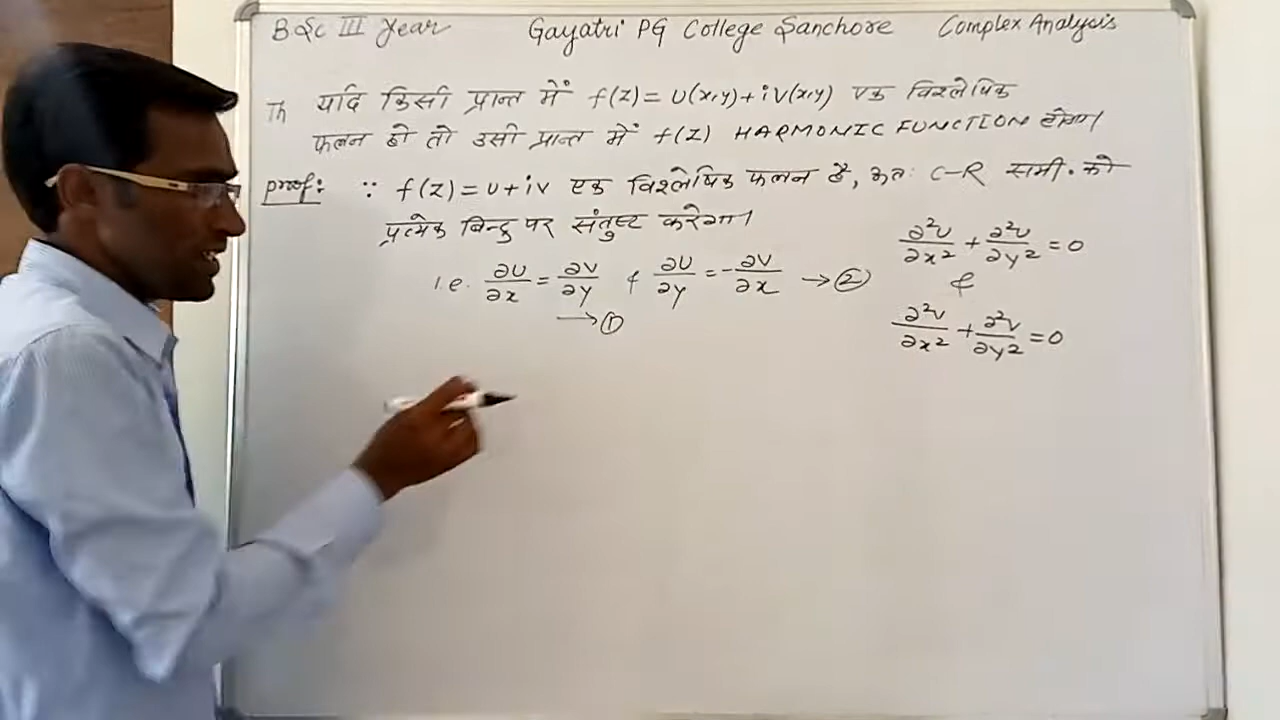 BSc III Year Gayatri PG College Sanchore Complex Analysis
Th यदि किसी प्रान्त में f(z) = U(x,y) + iV(x,y) एक विश्लेषिक
फलन हो तो उसी प्रान्त में f(z) HARMONIC FUNCTION होगा।
proof: ∵ f(z) = u + iv एक विश्लेषिक फलन है, अतः C-R समी. को
प्रत्येक बिन्दु पर संतुष्ट करेगा।
i.e. ∂U/∂x = ∂V/∂y & ∂U/∂y = -∂V/∂x → ②
→ ①
∂²U/∂x² + ∂²U/∂y² = 0
&
∂²V/∂x² + ∂²V/∂y² = 0